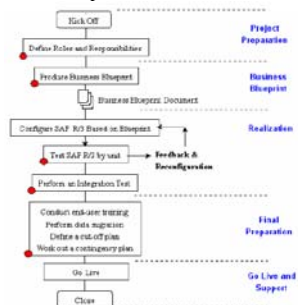 Kick Off
Project
Preparation
Define Roles and Responsibilities
Produce Business Blueprint
Business
Blueprint
Business Blueprint Document
Realization
Configure SAP R/3 Based on Blueprint
Test SAP R/3 by unit
Feedback &
Reconfiguration
Perform an Integration Test
Conduct end-user training
Perform data migration
Define a cut-off plan
Work out a contingency plan
Final
Preparation
Go Live
Go Live and
Support
Close